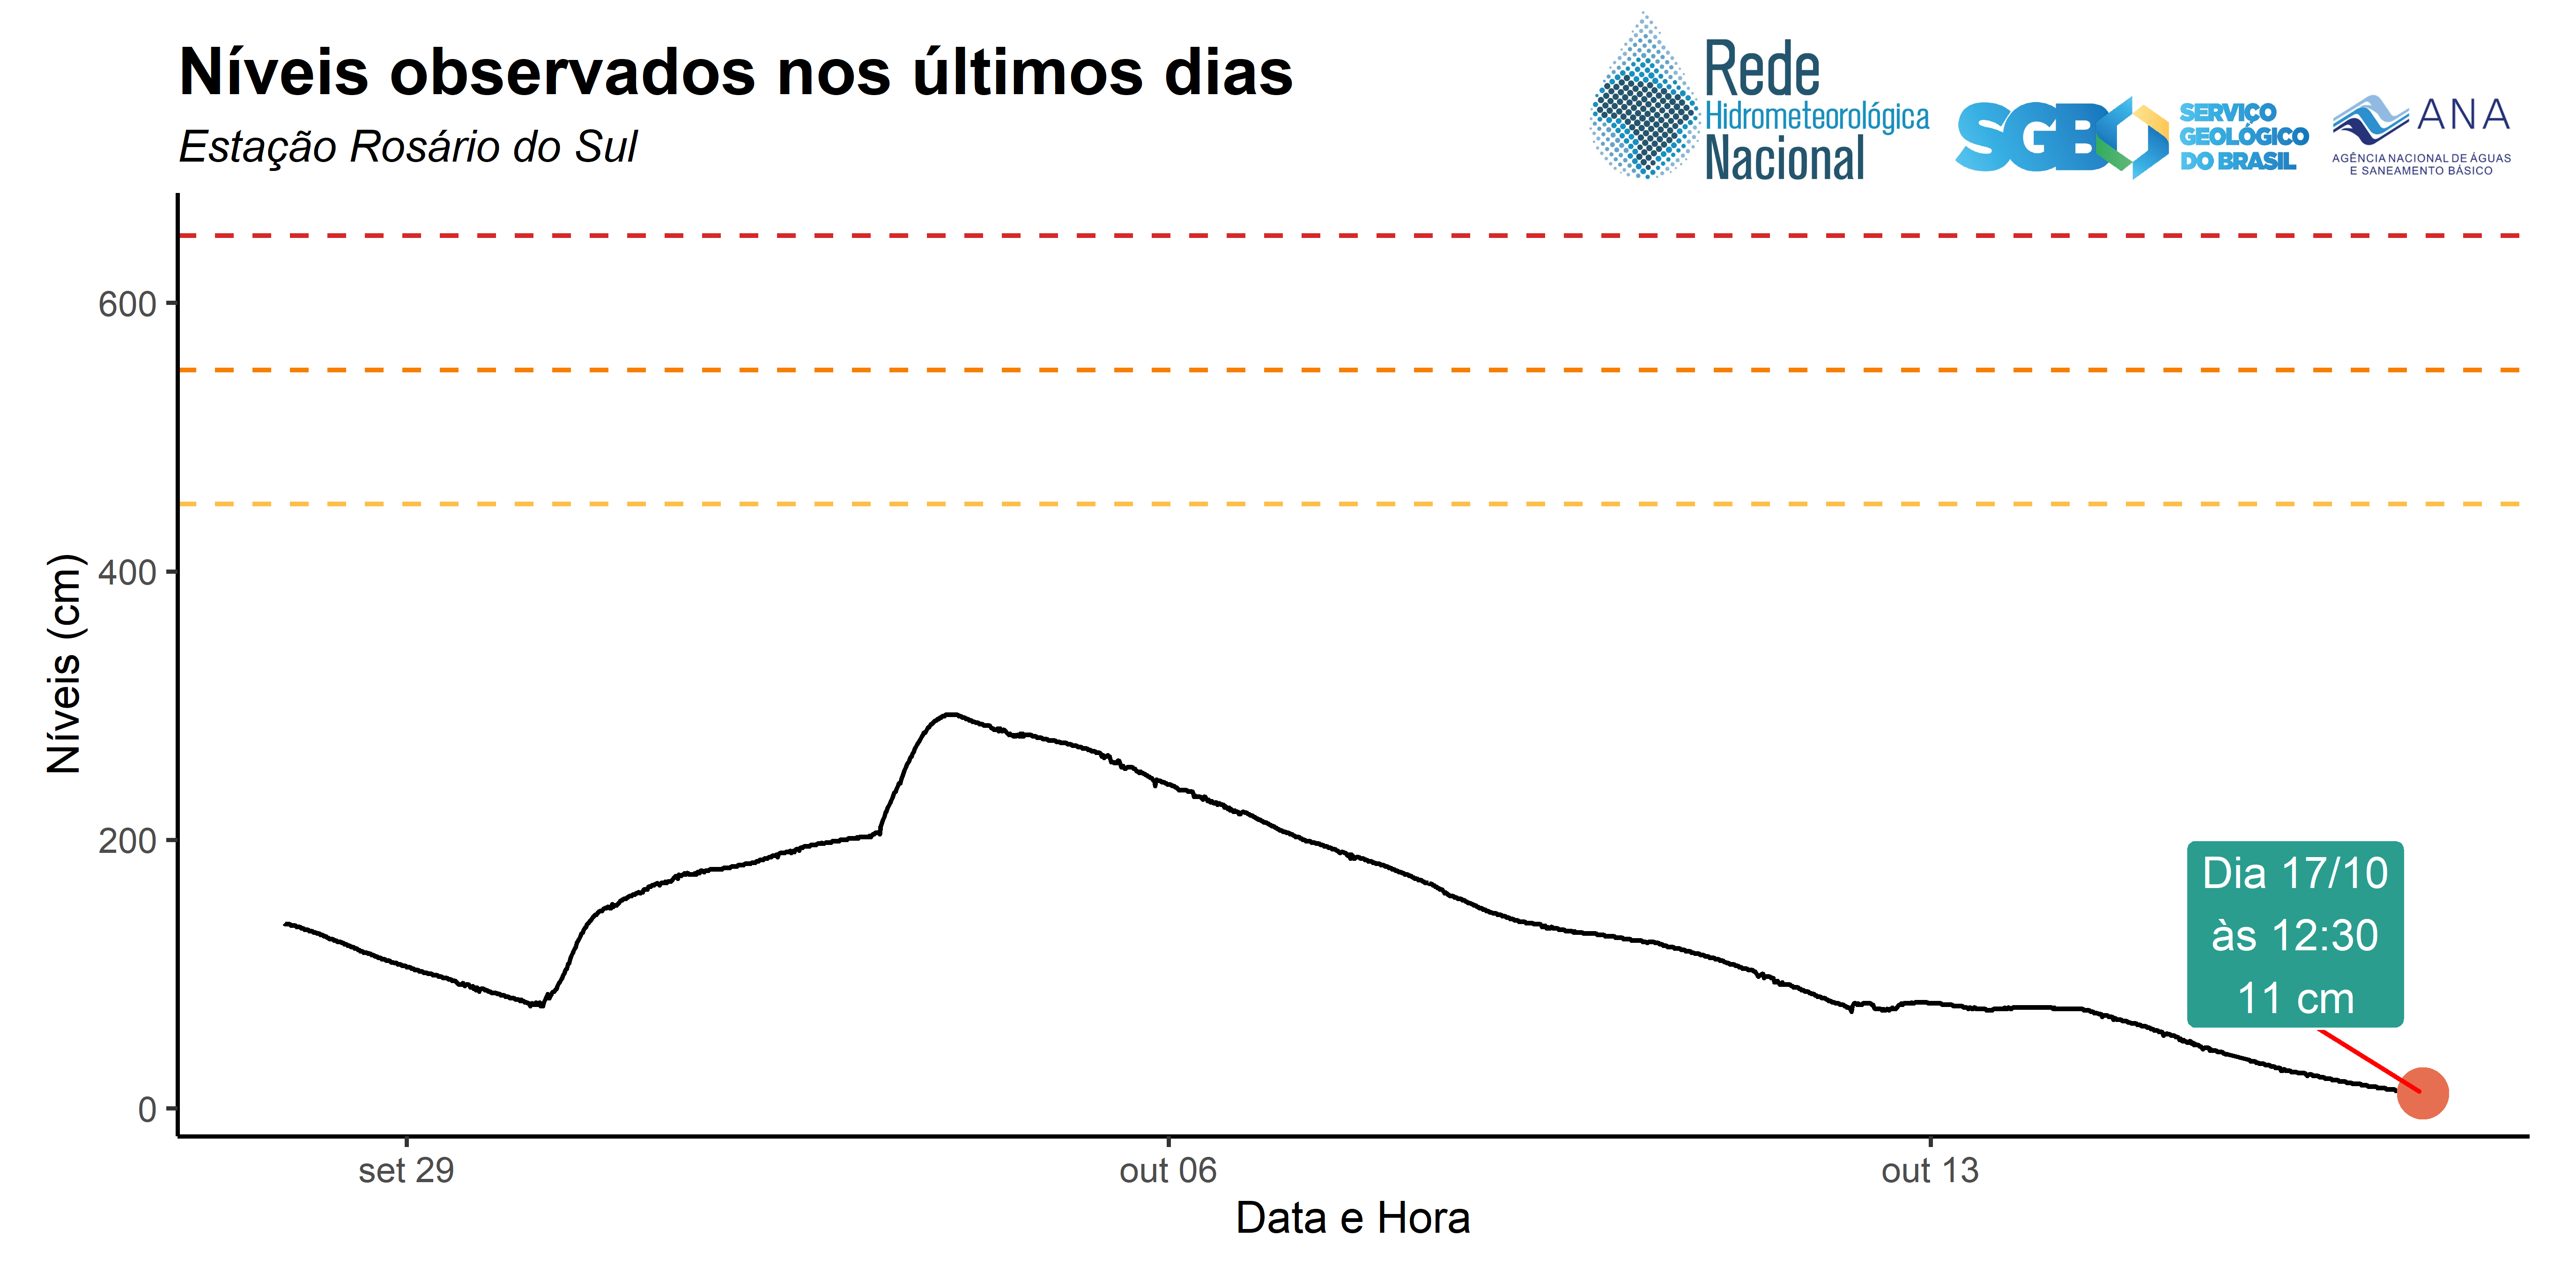 Níveis observados nos últimos dias
Estação Rosário do Sul
Rede
Hidrometeorológica
Nacional
SGB
SERVIÇO
GEOLÓGICO
DO BRASIL
ANA
AGÊNCIA NACIONAL DE ÁGUAS
E SANEAMENTO BÁSICO
Níveis (cm)
600
400
200
0
Dia 17/10
às 12:30
11 cm
set 29
out 06
out 13
Data e Hora